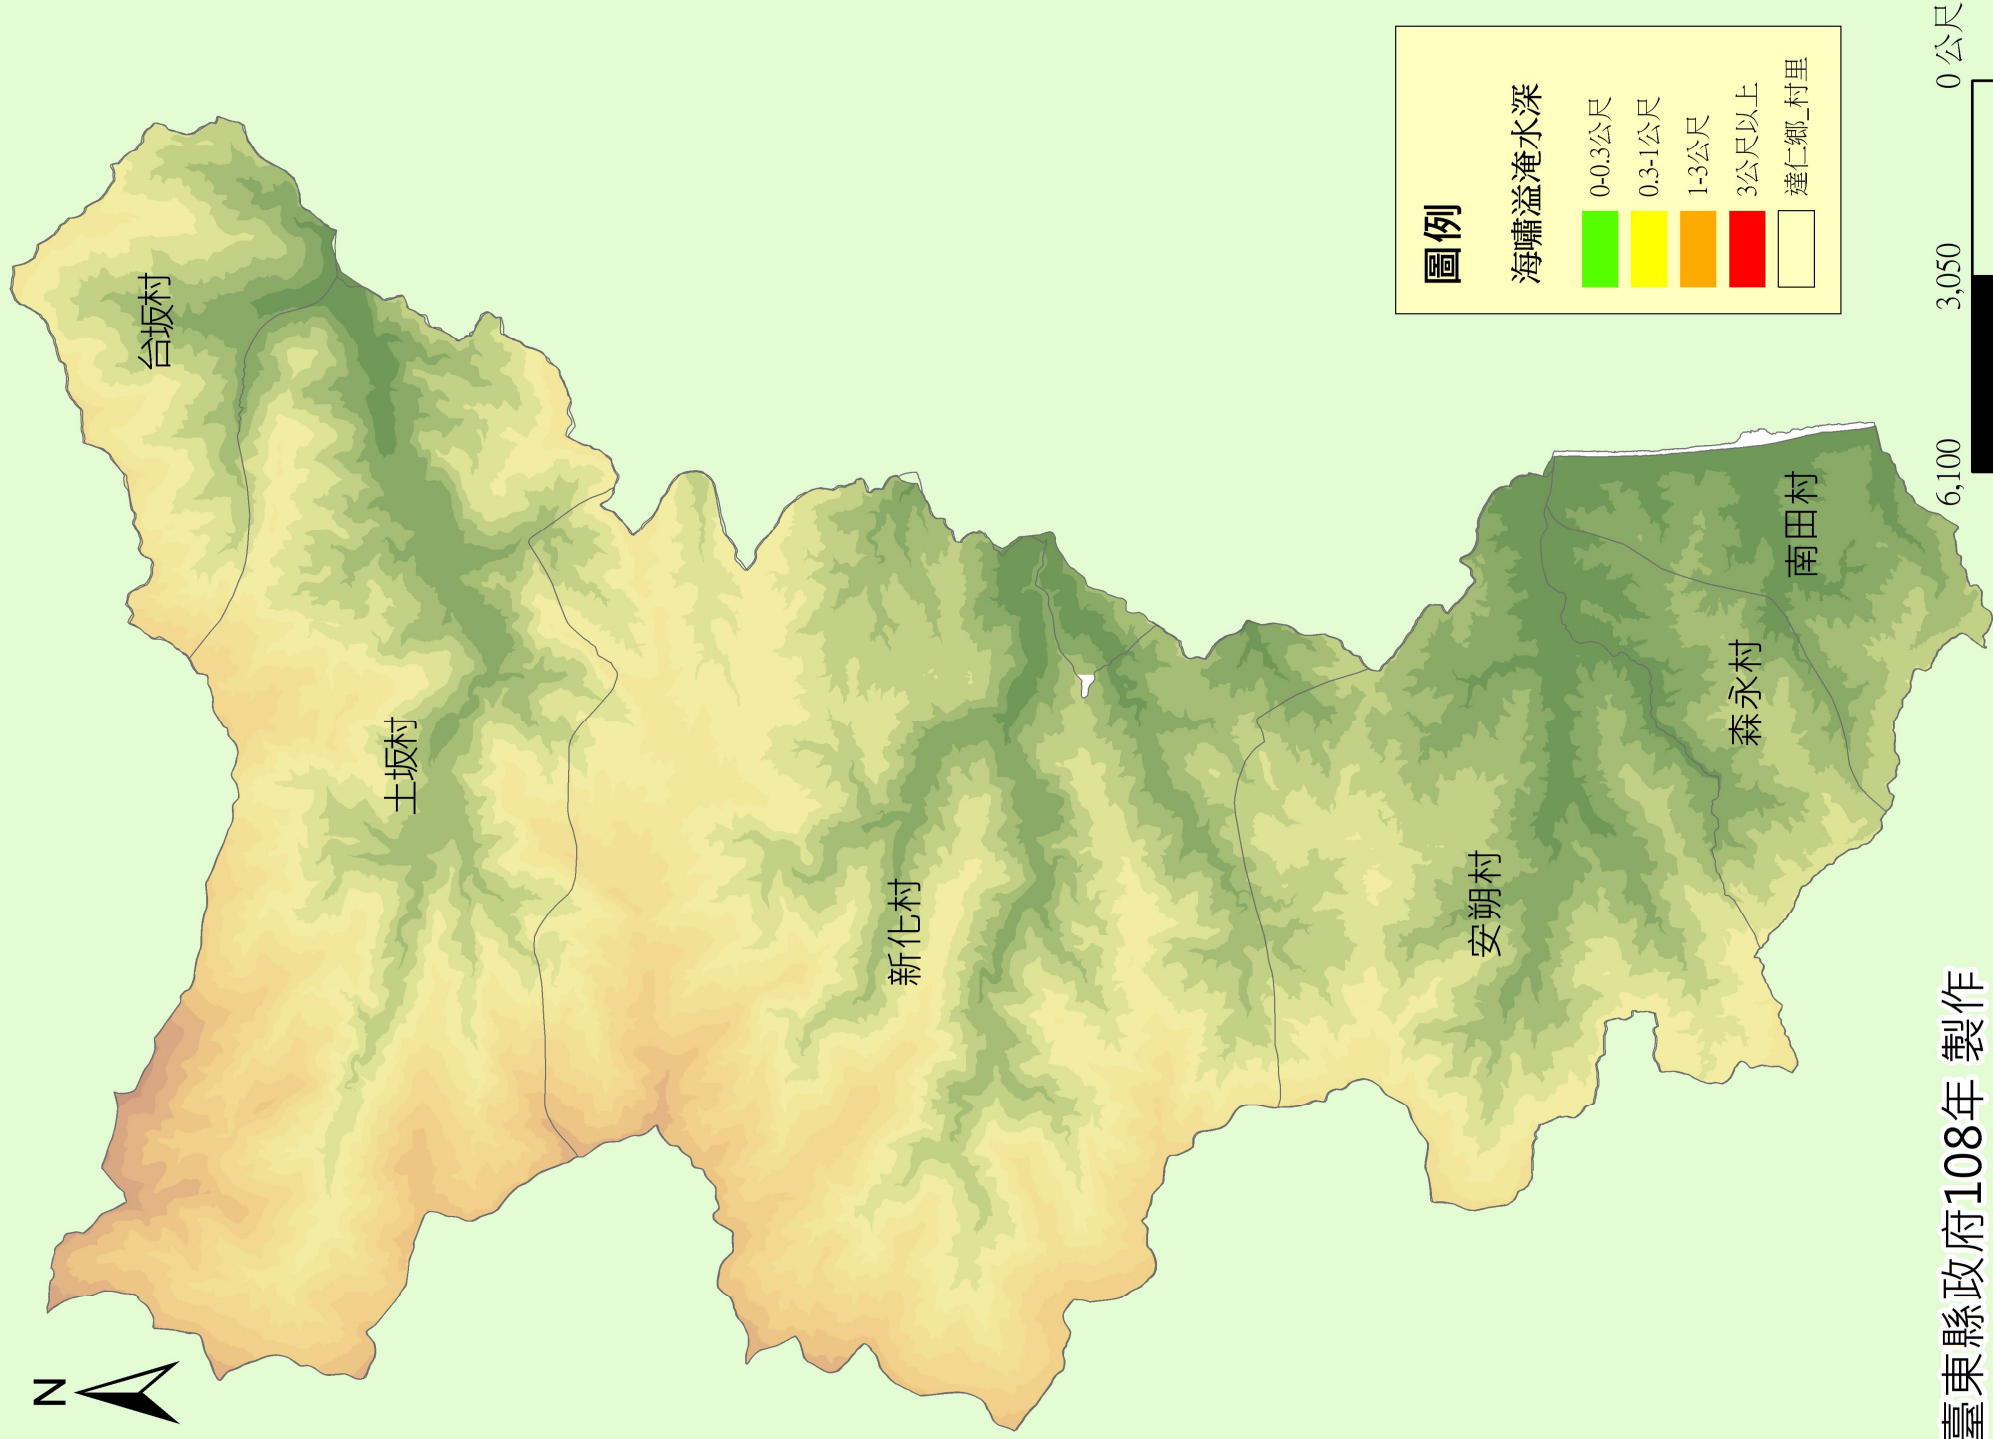 N
台坂村
土坂村
新化村
安朔村
森永村
南田村
圖例
海嘯溢淹水深
0-0.3公尺
0.3-1公尺
1-3公尺
3公尺以上
達仁鄉_村里
臺東縣政府108年 製作
6,100 3,050 0 公尺